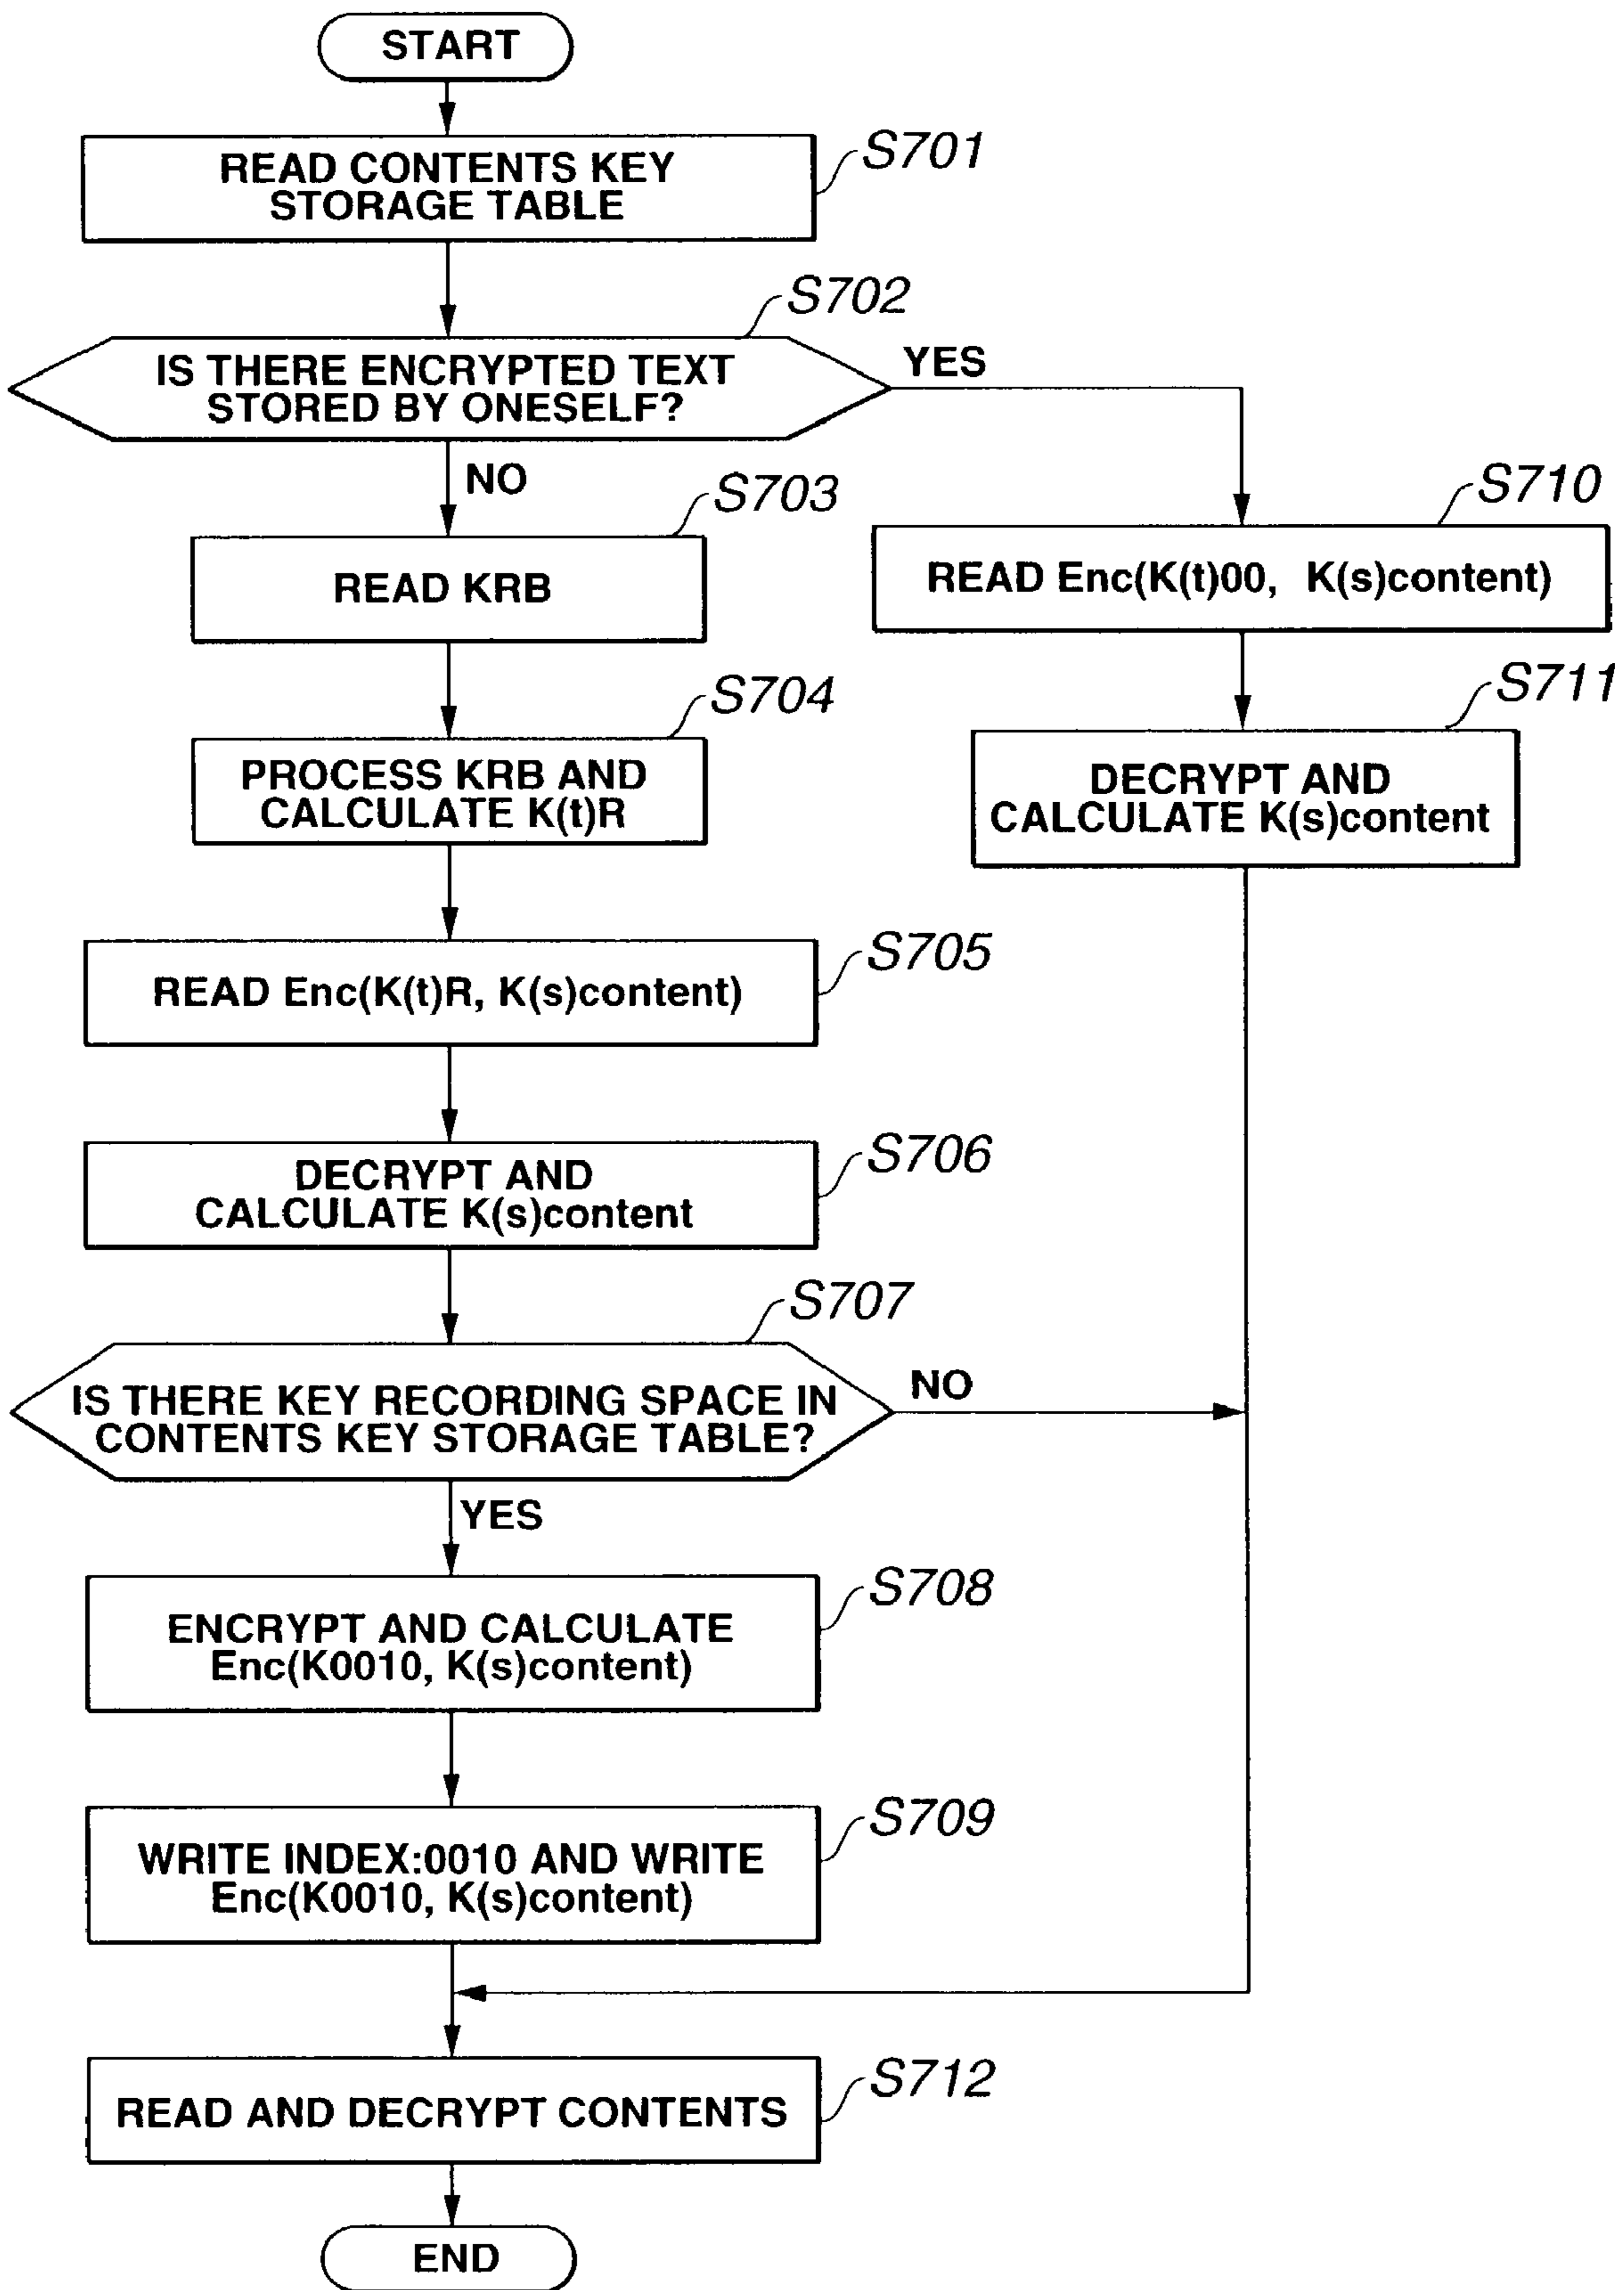 START
READ CONTENTS KEY
STORAGE TABLE
S701
S702
IS THERE ENCRYPTED TEXT
STORED BY ONESELF?
YES
NO
S703
READ KRB
S704
PROCESS KRB AND
CALCULATE K(t)R
S705
READ Enc(K(t)R, K(s)content)
S706
DECRYPT AND
CALCULATE K(s)content
S707
IS THERE KEY RECORDING SPACE IN
CONTENTS KEY STORAGE TABLE?
NO
YES
S708
ENCRYPT AND CALCULATE
Enc(K0010, K(s)content)
S709
WRITE INDEX:0010 AND WRITE
Enc(K0010, K(s)content)
S710
READ Enc(K(t)00, K(s)content)
S711
DECRYPT AND
CALCULATE K(s)content
S712
READ AND DECRYPT CONTENTS
END